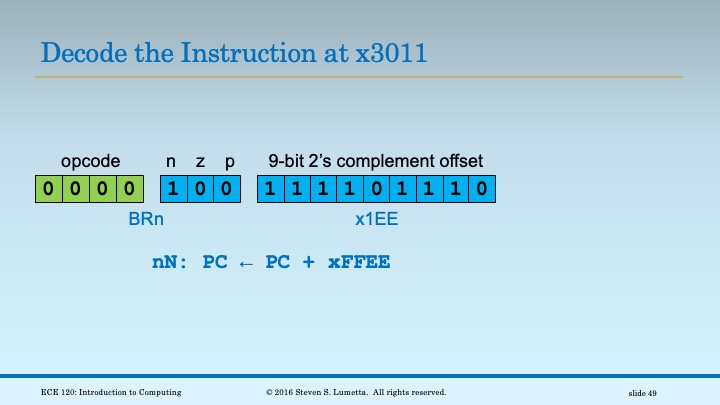 Decode the Instruction at x3011
opcode n z p 9-bit 2's complement offset
0 0 0 0 1 0 0 1 1 1 1 0 1 1 1 0
BRn x1EE
nN: PC ← PC + xFFEE
ECE 120: Introduction to Computing © 2016 Steven S. Lumetta. All rights reserved. slide 49